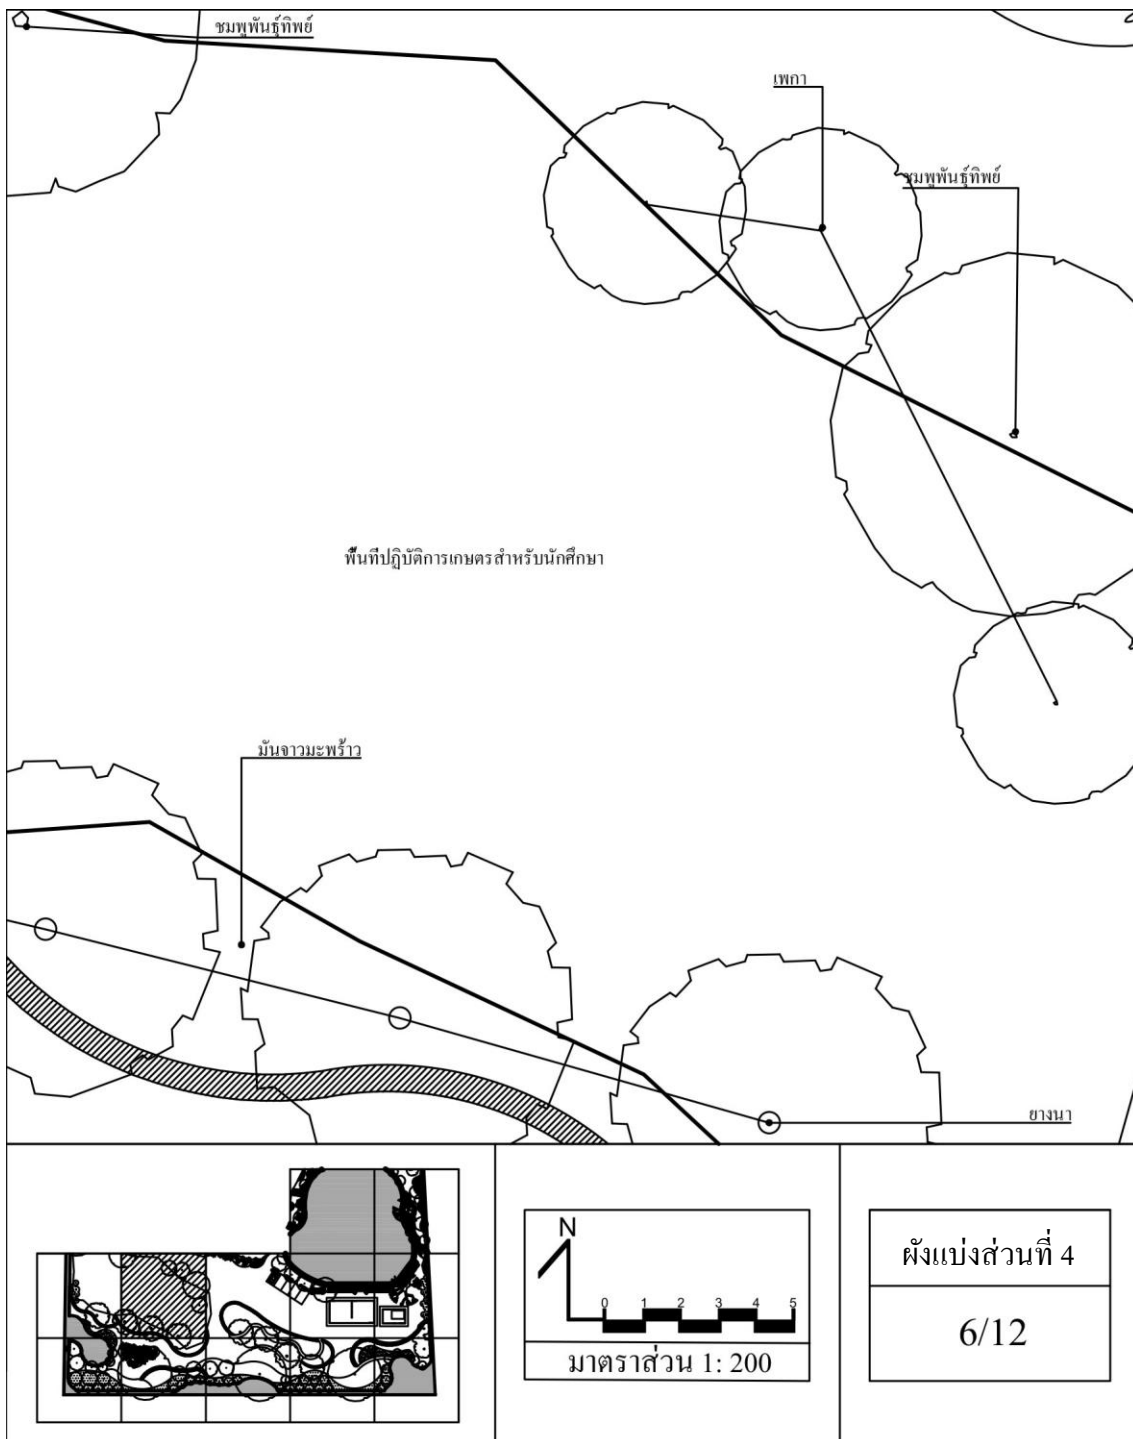 ชมพูพันธุ์ทิพย์
เพกา
ชมพูพันธุ์ทิพย์
พื้นที่ปฏิบัติการเกษตรสำหรับนักศึกษา
มันจาวมะพร้าว
ยางนา
N
0 1 2 3 4 5
มาตราส่วน 1: 200
ผังแบ่งส่วนที่ 4
6/12